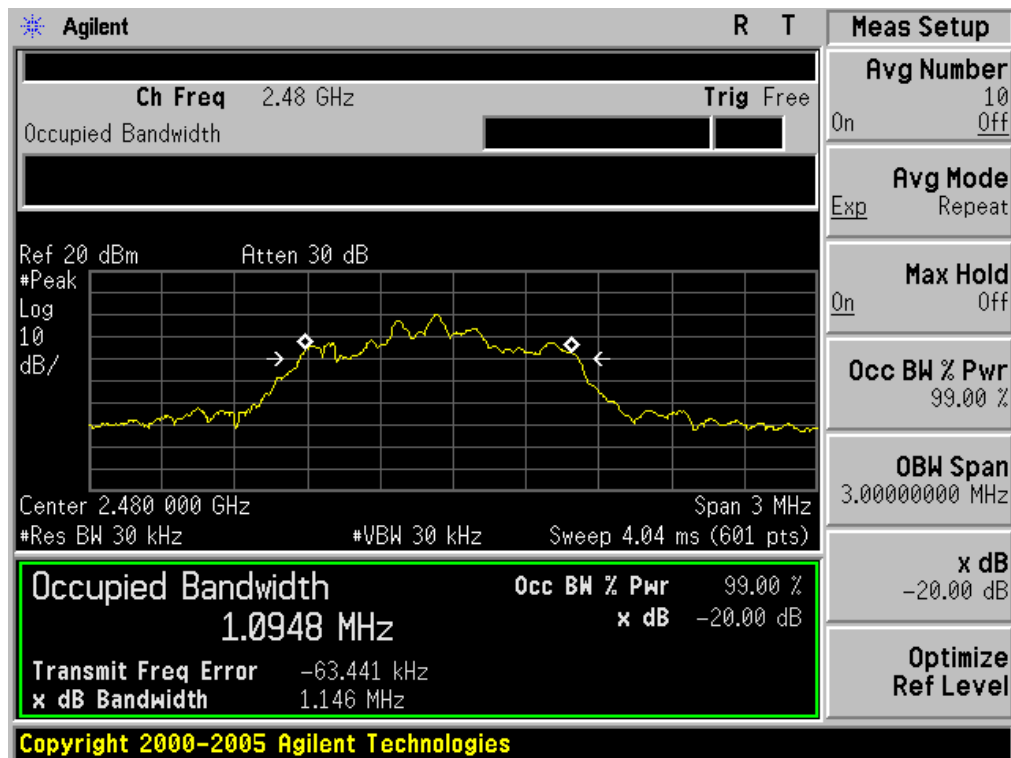 Agilent R T
Ch Freq 2.48 GHz Trig Free
Occupied Bandwidth
Ref 20 dBm Atten 30 dB
#Peak
Log
10
dB/
Center 2.480 000 GHz Span 3 MHz
#Res BW 30 kHz #VBW 30 kHz Sweep 4.04 ms (601 pts)
Occupied Bandwidth Occ BW % Pwr 99.00 %
1.0948 MHz x dB -20.00 dB
Transmit Freq Error -63.441 kHz
x dB Bandwidth 1.146 MHz
Copyright 2000-2005 Agilent Technologies
Meas Setup
Avg Number
10
On Off
Avg Mode
Exp Repeat
Max Hold
On Off
Occ BW % Pwr
99.00 %
OBW Span
3.00000000 MHz
x dB
-20.00 dB
Optimize
Ref Level